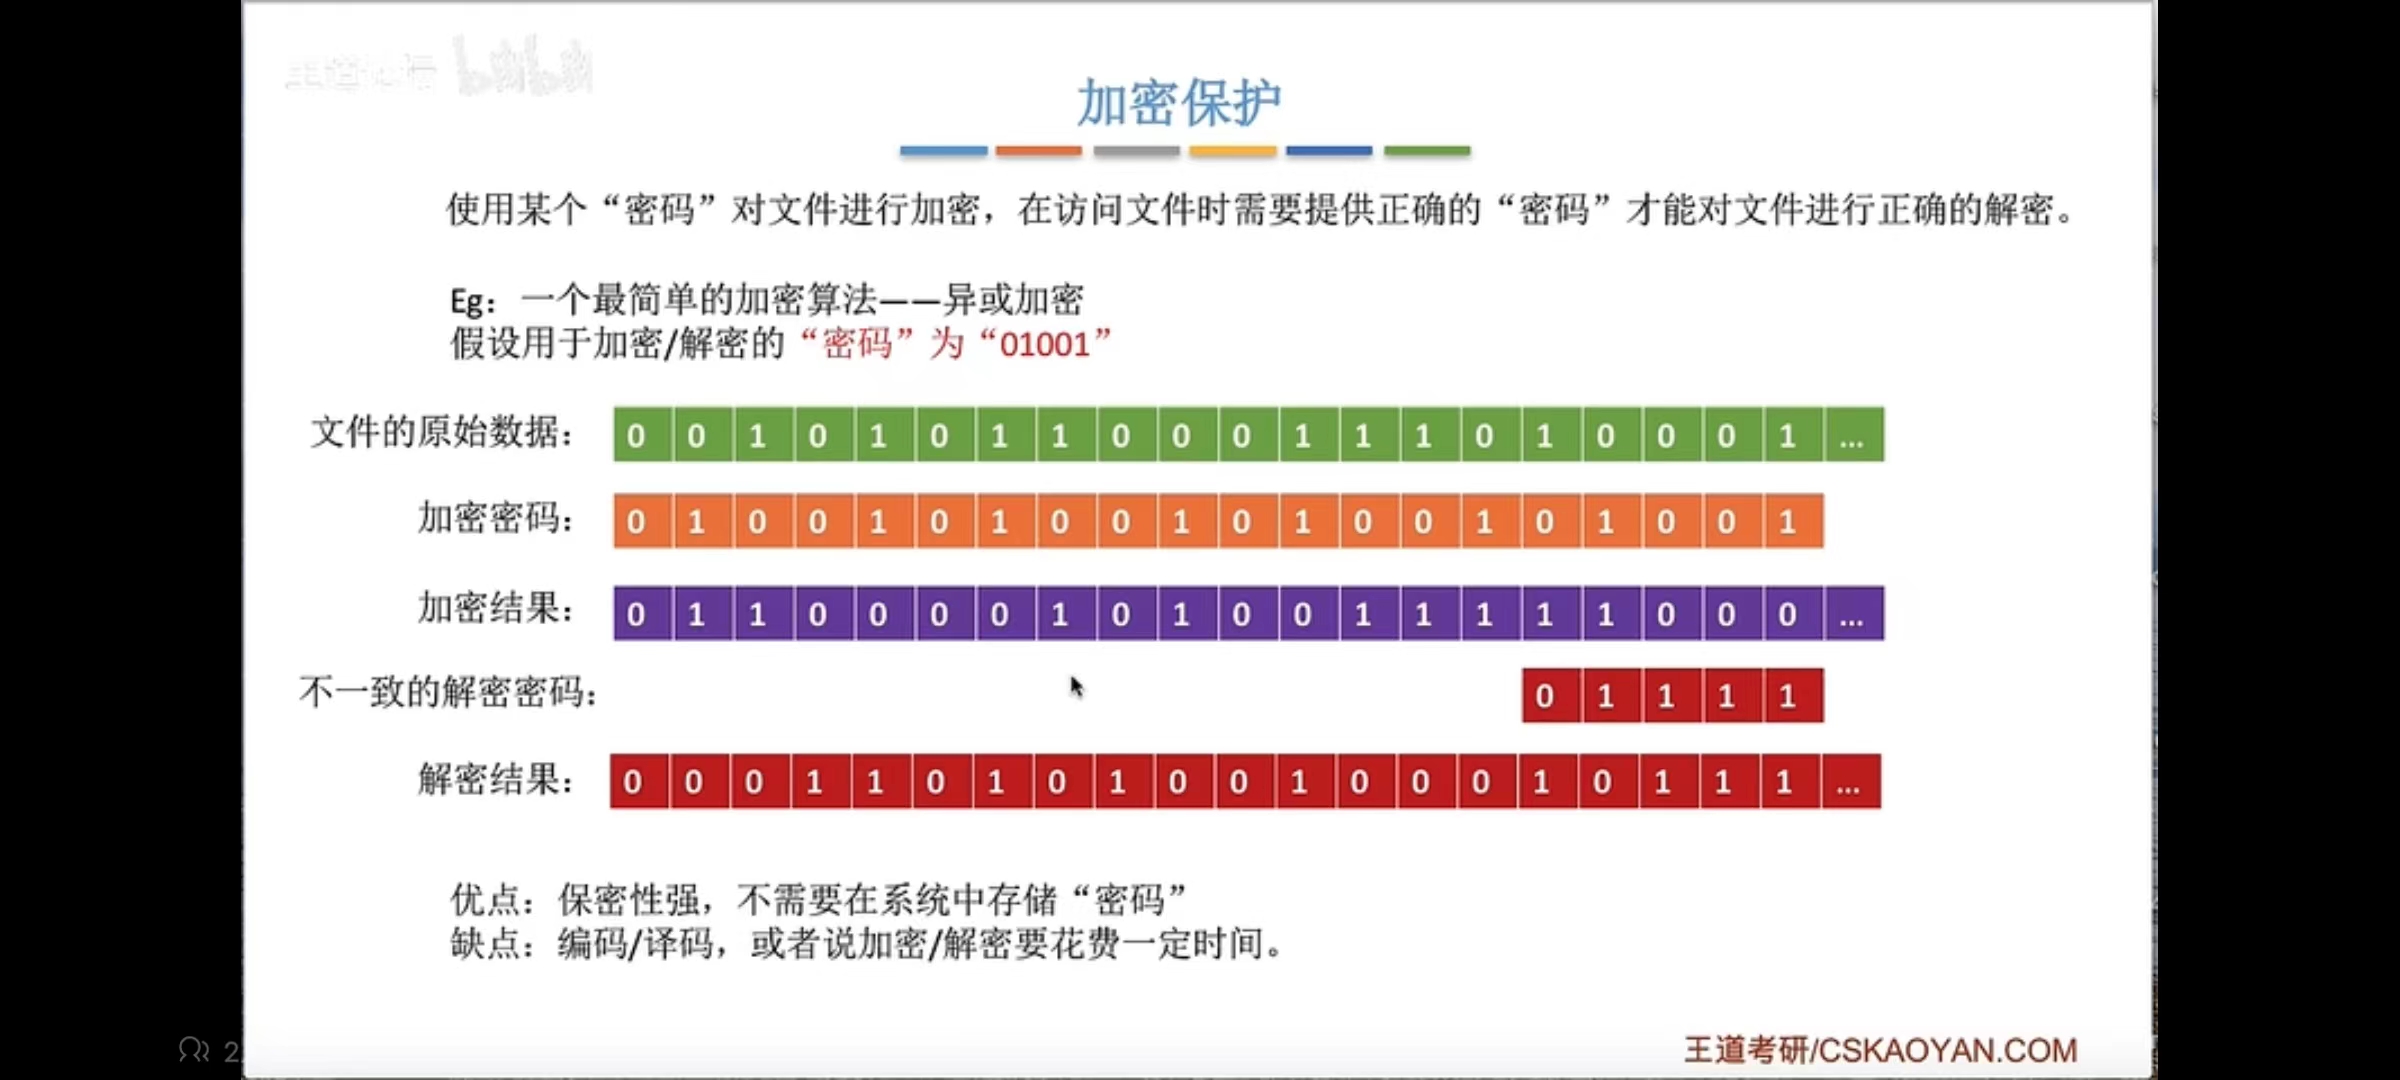 加密保护
使用某个“密码”对文件进行加密，在访问文件时需要提供正确的“密码”才能对文件进行正确的解密。
Eg：一个最简单的加密算法——异或加密
假设用于加密/解密的“密码”为“01001”
文件的原始数据： 0 0 1 0 1 0 1 1 0 0 0 1 1 1 0 1 0 0 0 1 ...
加密密码： 0 1 0 0 1 0 1 0 0 1 0 1 0 0 1 0 1 0 0 1
加密结果： 0 1 1 0 0 0 0 1 0 1 0 0 1 1 1 1 1 0 0 0 ...
不一致的解密密码： 0 1 1 1 1
解密结果： 0 0 0 1 1 0 1 0 1 0 0 1 0 0 0 1 0 1 1 1 ...
优点：保密性强，不需要在系统中存储“密码”
缺点：编码/译码，或者说加密/解密要花费一定时间。
王道考研/CSKAOYAN.COM